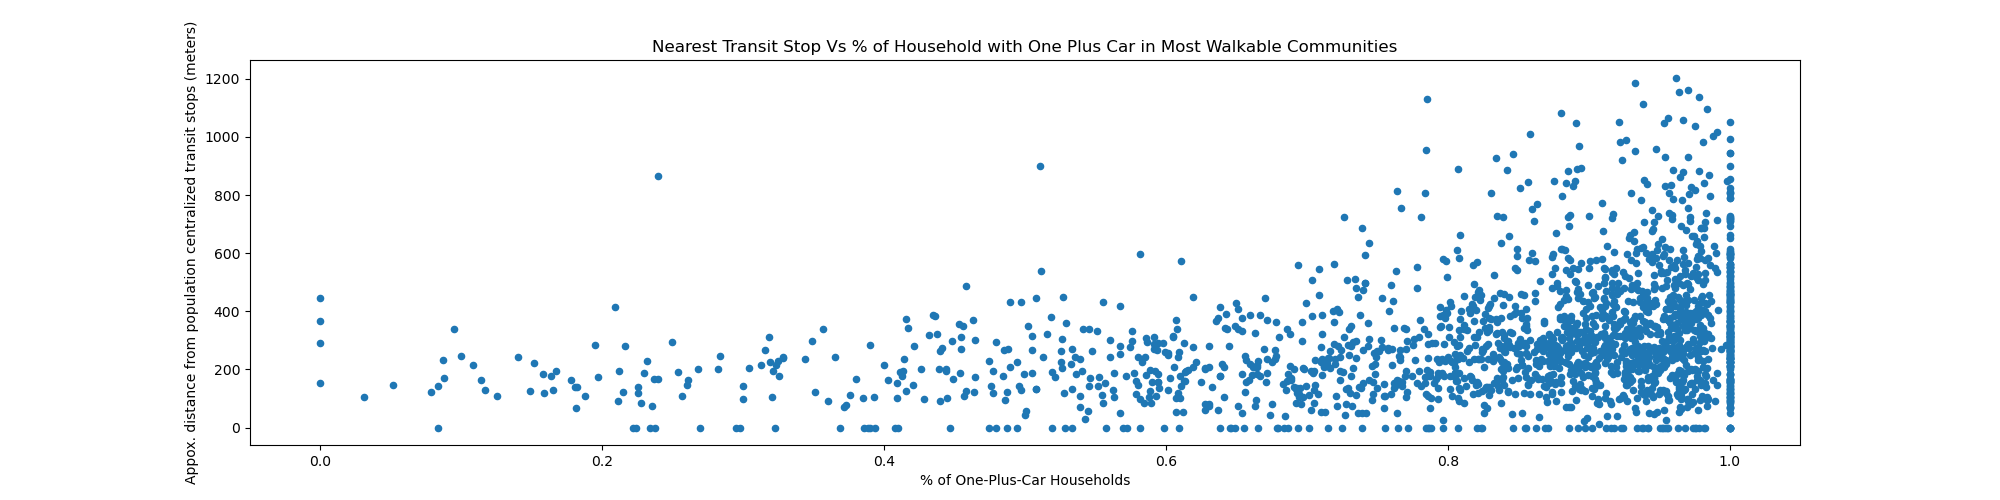 Nearest Transit Stop Vs % of Household with One Plus Car in Most Walkable Communities
Appox. distance from population centralized transit stops (meters)
1200
1000
800
600
400
200
0
0.0 0.2 0.4 0.6 0.8 1.0
% of One-Plus-Car Households